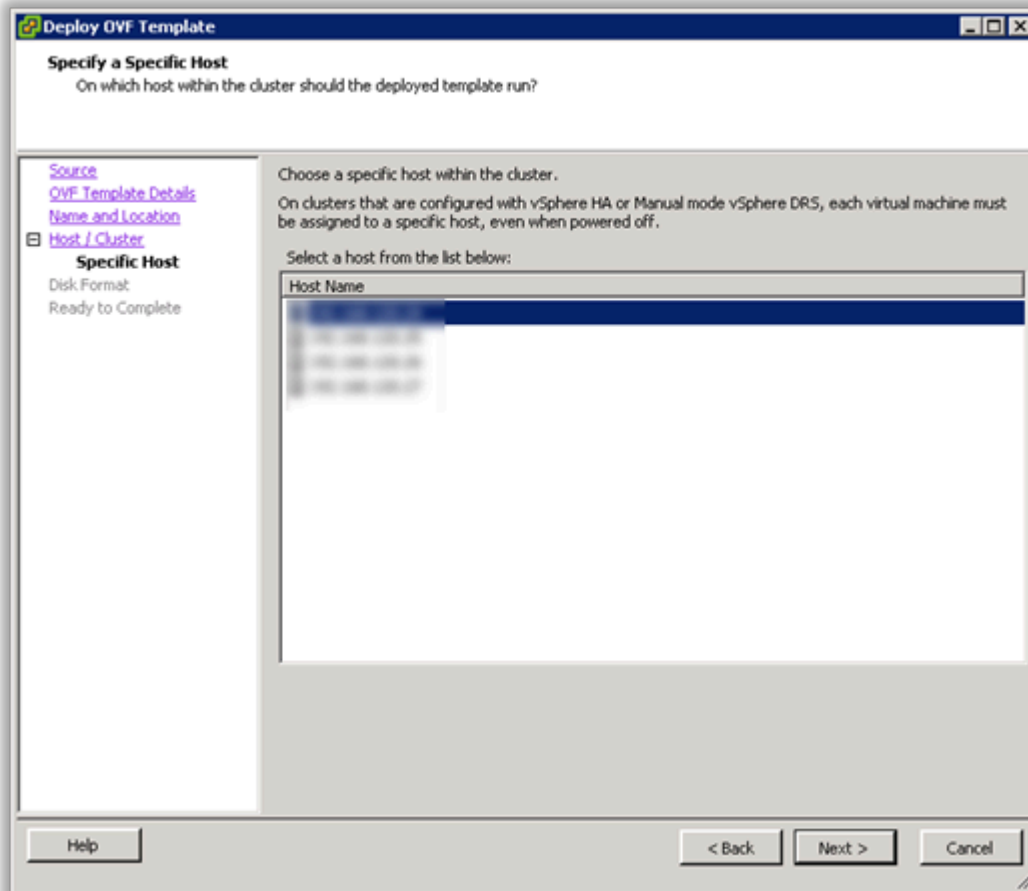 Deploy OVF Template
Specify a Specific Host
On which host within the cluster should the deployed template run?
Source
OVF Template Details
Name and Location
Host / Cluster
Specific Host
Disk Format
Ready to Complete
Choose a specific host within the cluster.
On clusters that are configured with vSphere HA or Manual mode vSphere DRS, each virtual machine must
be assigned to a specific host, even when powered off.
Select a host from the list below:
Host Name
Help
< Back
Next >
Cancel